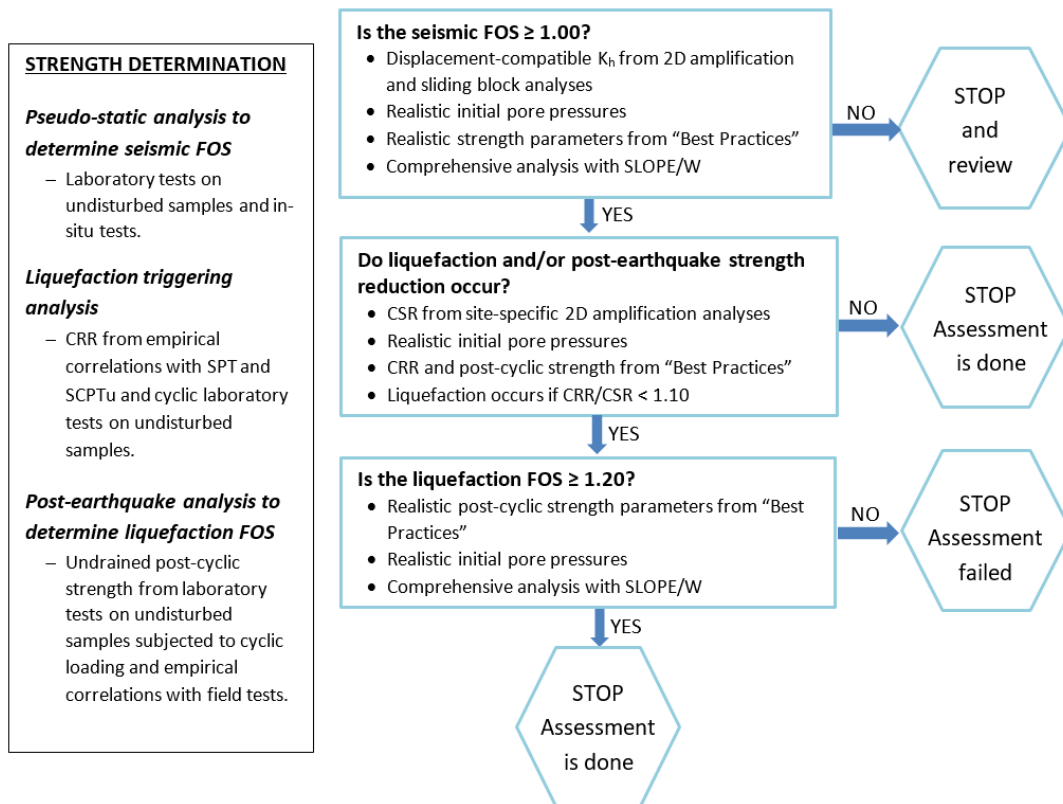 STRENGTH DETERMINATION
Pseudo-static analysis to
determine seismic FOS
– Laboratory tests on
undisturbed samples and in-
situ tests.
Liquefaction triggering
analysis
– CRR from empirical
correlations with SPT and
SCPTu and cyclic laboratory
tests on undisturbed
samples.
Post-earthquake analysis to
determine liquefaction FOS
– Undrained post-cyclic
strength from laboratory
tests on undisturbed
samples subjected to cyclic
loading and empirical
correlations with field tests.
Is the seismic FOS ≥ 1.00?
• Displacement-compatible Kh from 2D amplification
and sliding block analyses
• Realistic initial pore pressures
• Realistic strength parameters from “Best Practices”
• Comprehensive analysis with SLOPE/W
NO
STOP
and
review
YES
Do liquefaction and/or post-earthquake strength
reduction occur?
• CSR from site-specific 2D amplification analyses
• Realistic initial pore pressures
• CRR and post-cyclic strength from “Best Practices”
• Liquefaction occurs if CRR/CSR < 1.10
NO
STOP
Assessment
is done
YES
Is the liquefaction FOS ≥ 1.20?
• Realistic post-cyclic strength parameters from “Best
Practices”
• Realistic initial pore pressures
• Comprehensive analysis with SLOPE/W
NO
STOP
Assessment
failed
YES
STOP
Assessment
is done